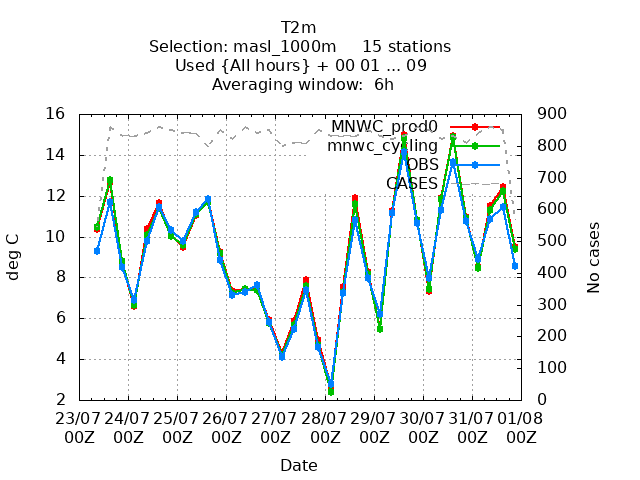 T2m
Selection: masl_1000m 15 stations
Used {All hours} + 00 01 ... 09
Averaging window: 6h
16 900
14 800
12 700
10 600
8 500
6 400
4 300
2 200
100
0
MNWC_prod0
mnwc_cycling
OBS
CASES
deg C
No cases
23/07 24/07 25/07 26/07 27/07 28/07 29/07 30/07 31/07 01/08
00Z 00Z 00Z 00Z 00Z 00Z 00Z 00Z 00Z 00Z
Date